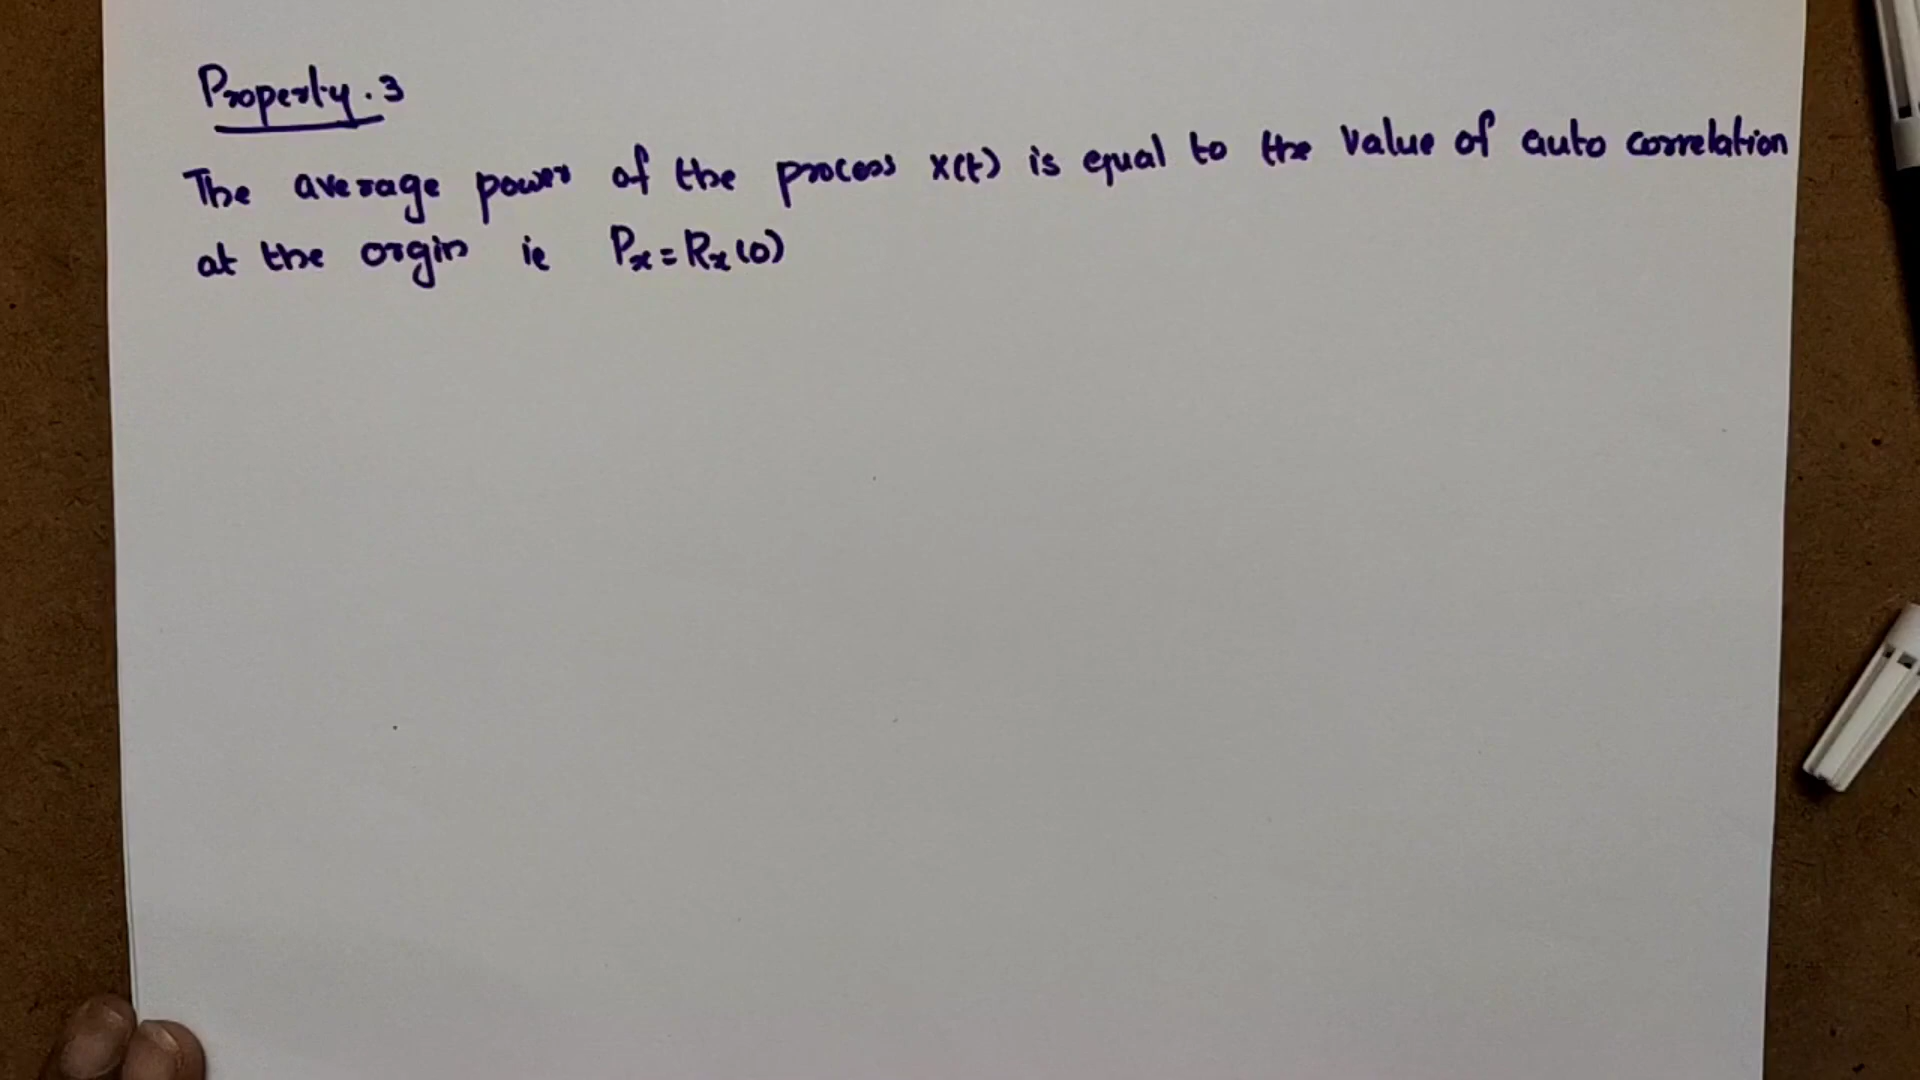 Property.3
The average power of the process x(t) is equal to the value of auto correlation
at the orgin ie Px=Rx(0)